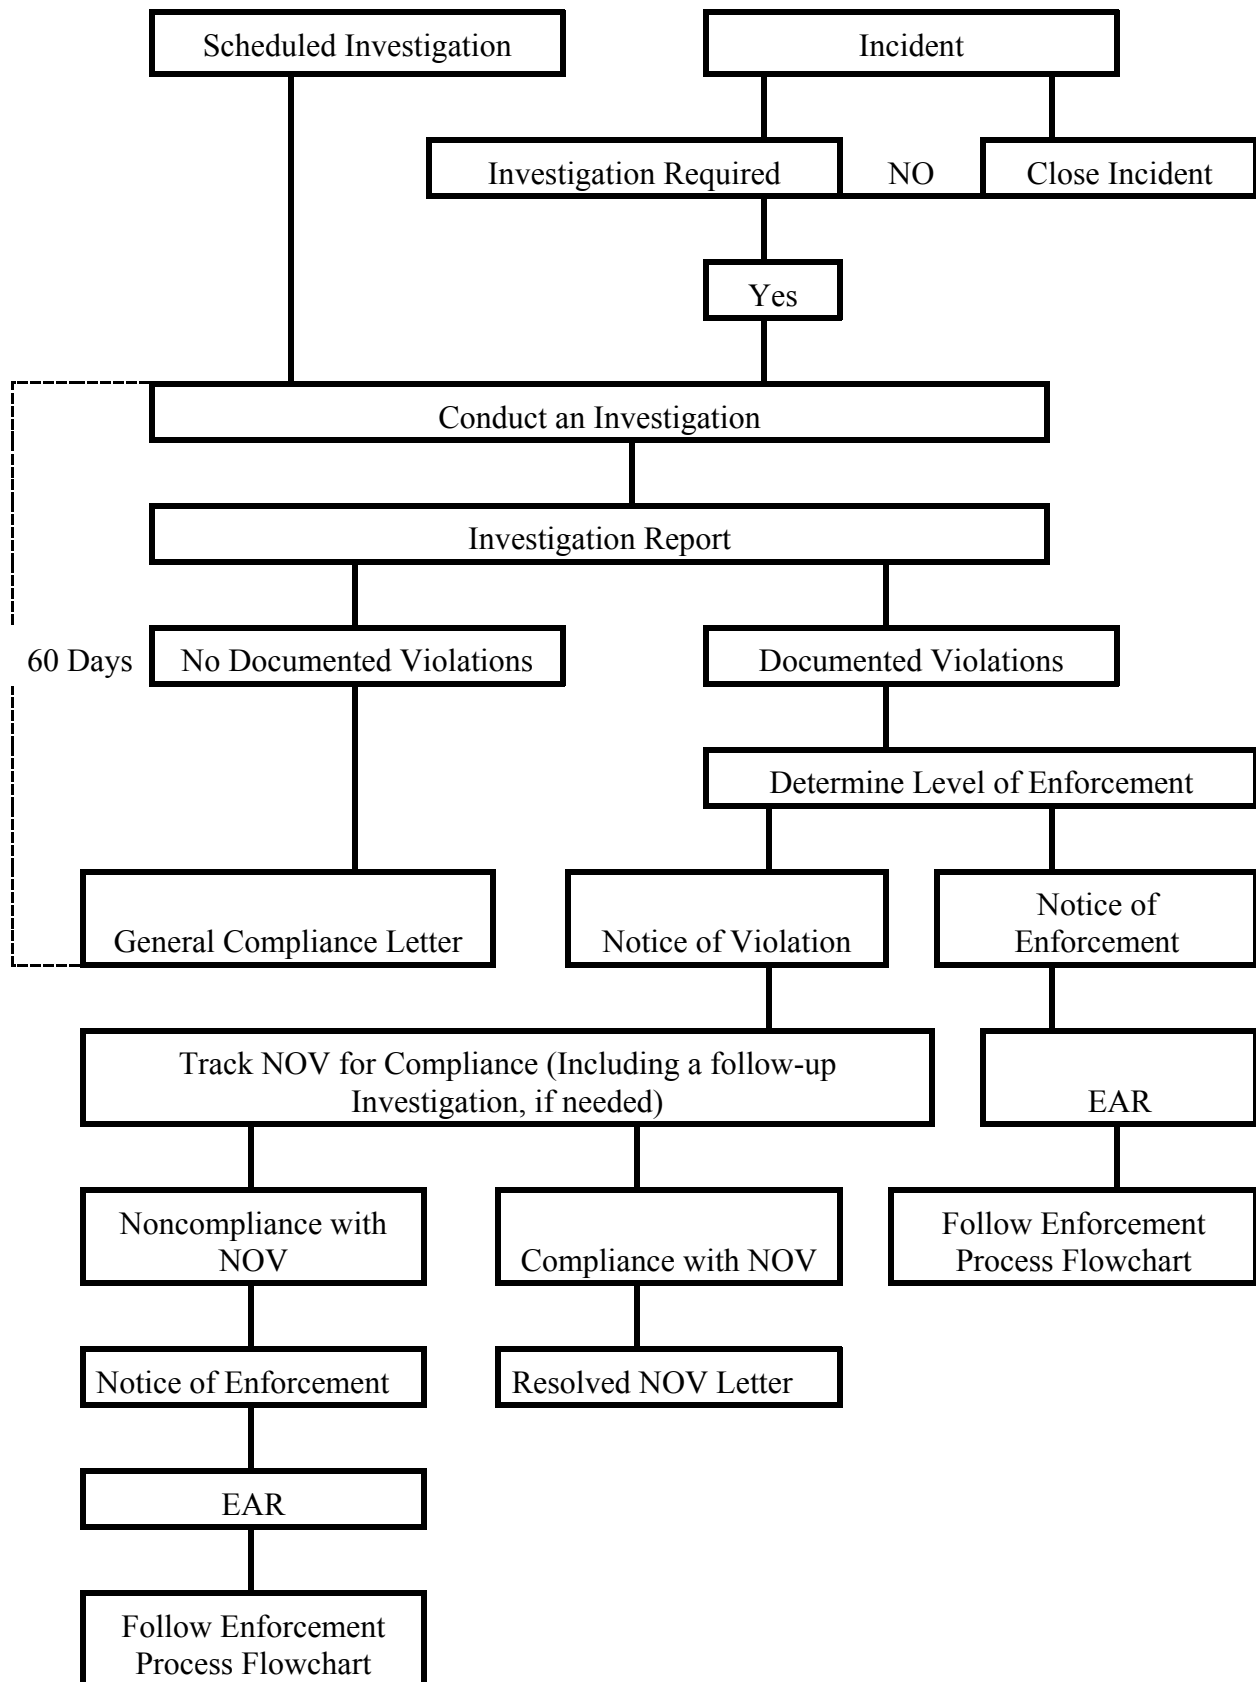 Scheduled Investigation
Incident
Investigation Required
NO
Close Incident
Yes
Conduct an Investigation
Investigation Report
60 Days
No Documented Violations
Documented Violations
Determine Level of Enforcement
General Compliance Letter
Notice of Violation
Notice of
Enforcement
Track NOV for Compliance (Including a follow-up
Investigation, if needed)
EAR
Noncompliance with
NOV
Compliance with NOV
Follow Enforcement
Process Flowchart
Notice of Enforcement
Resolved NOV Letter
EAR
Follow Enforcement
Process Flowchart